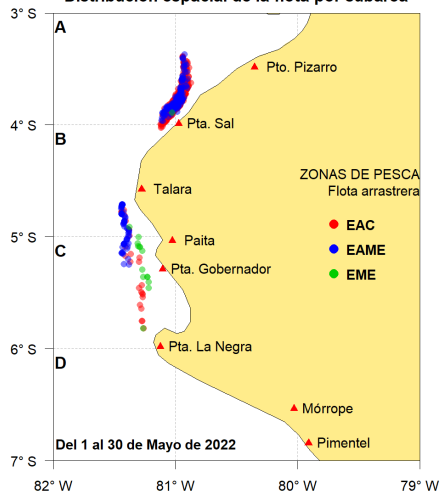 Distribución espacial de la flota por subárea
3° S
A
Pto. Pizarro
4° S
Pta. Sal
B
ZONAS DE PESCA
Flota arrastrera
Talara
EAC
5° S
Paita
EAME
C
Pta. Gobernador
EME
6° S
Pta. La Negra
D
Mórrope
Del 1 al 30 de Mayo de 2022
Pimentel
7° S
82° W 81° W 80° W 79° W